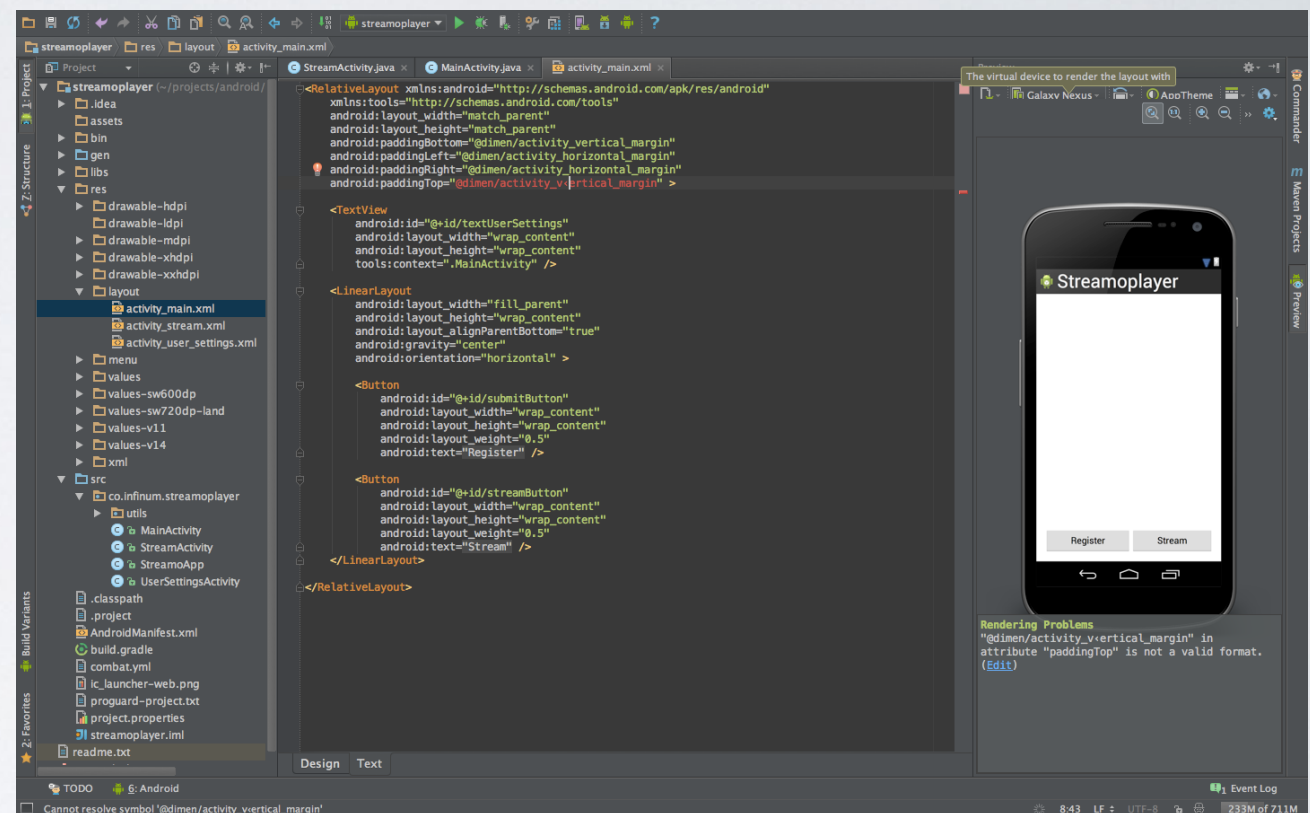 streamoplayer
?
streamoplayer res layout activity_main.xml
Project
StreamActivity.java × MainActivity.java × activity_main.xml ×
The virtual device to render the layout with
Galaxy Nexus AppTheme
1: Project
Z: Structure
Build Variants
2: Favorites
streamoplayer (~/projects/android/
.idea
assets
bin
gen
libs
res
drawable-hdpi
drawable-ldpi
drawable-mdpi
drawable-xhdpi
drawable-xxhdpi
layout
activity_main.xml
activity_stream.xml
activity_user_settings.xml
menu
values
values-sw600dp
values-sw720dp-land
values-v11
values-v14
xml
src
co.infinum.streamoplayer
utils
MainActivity
StreamActivity
StreamoApp
UserSettingsActivity
.classpath
.project
AndroidManifest.xml
build.gradle
combat.yml
ic_launcher-web.png
proguard-project.txt
project.properties
streamoplayer.iml
readme.txt
<RelativeLayout xmlns:android="http://schemas.android.com/apk/res/android"
xmlns:tools="http://schemas.android.com/tools"
android:layout_width="match_parent"
android:layout_height="match_parent"
android:paddingBottom="@dimen/activity_vertical_margin"
android:paddingLeft="@dimen/activity_horizontal_margin"
android:paddingRight="@dimen/activity_horizontal_margin"
android:paddingTop="@dimen/activity_v‹ertical_margin" >
<TextView
android:id="@+id/textUserSettings"
android:layout_width="wrap_content"
android:layout_height="wrap_content"
tools:context=".MainActivity" />
<LinearLayout
android:layout_width="fill_parent"
android:layout_height="wrap_content"
android:layout_alignParentBottom="true"
android:gravity="center"
android:orientation="horizontal" >
<Button
android:id="@+id/submitButton"
android:layout_width="wrap_content"
android:layout_height="wrap_content"
android:layout_weight="0.5"
android:text="Register" />
<Button
android:id="@+id/streamButton"
android:layout_width="wrap_content"
android:layout_height="wrap_content"
android:layout_weight="0.5"
android:text="Stream" />
</LinearLayout>
</RelativeLayout>
Design Text
Streamoplayer
Register Stream
Rendering Problems
"@dimen/activity_v‹ertical_margin" in
attribute "paddingTop" is not a valid format.
(Edit)
Commander
m Maven Projects
Preview
TODO 6: Android
1 Event Log
Cannot resolve symbol '@dimen/activity_v‹ertical_margin'
8:43 LF UTF-8 233M of 711M